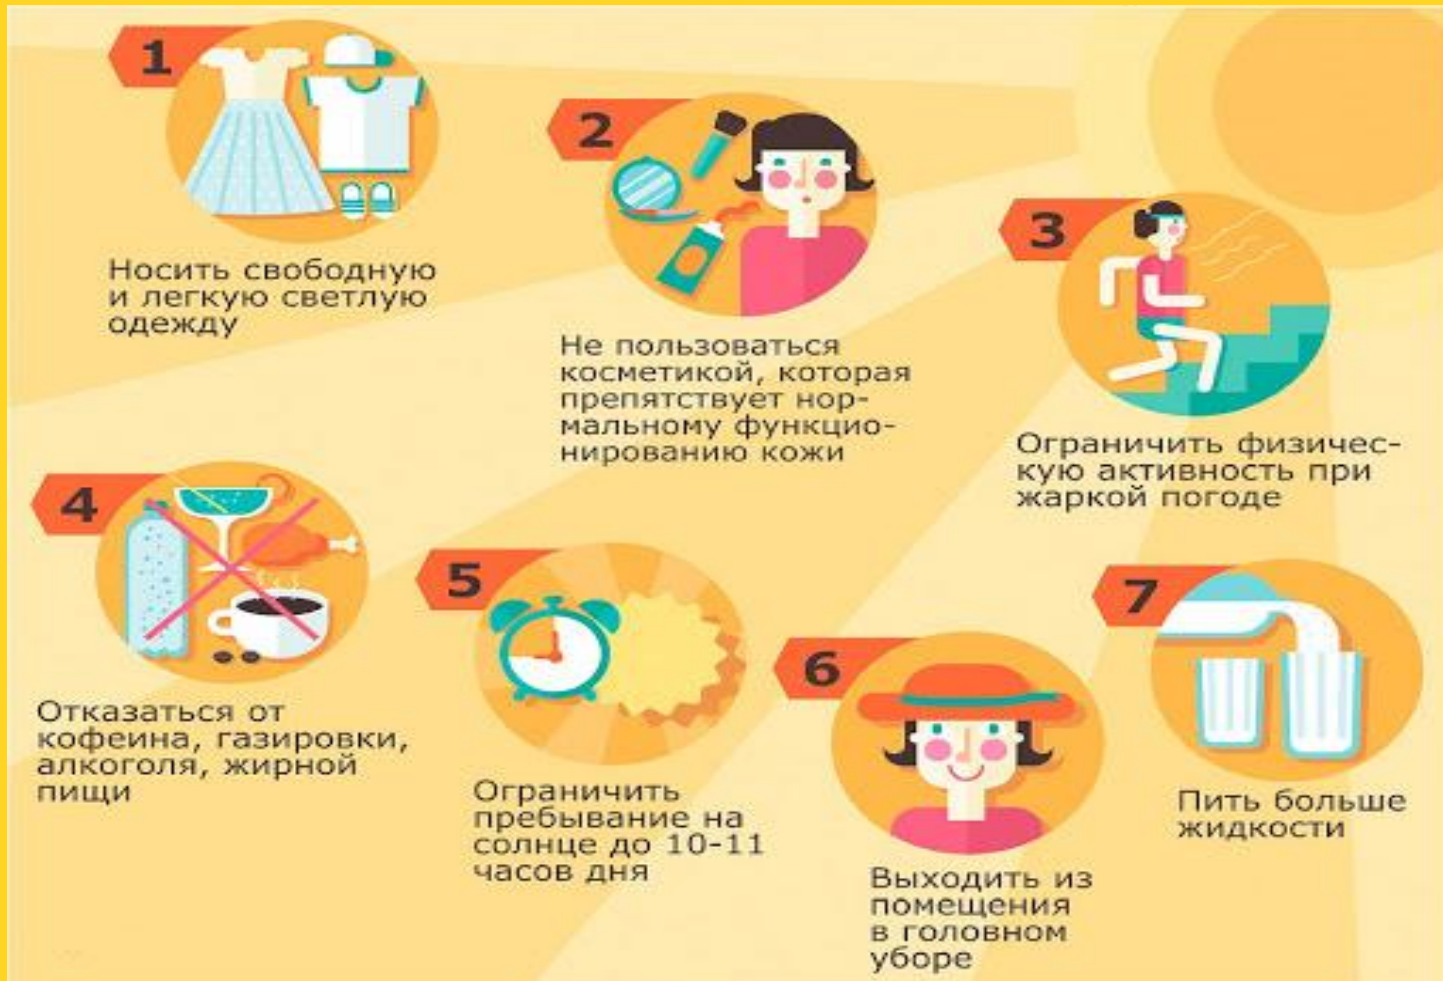 1
Носить свободную
и легкую светлую
одежду
2
Не пользоваться
косметикой, которая
препятствует нор-
мальному функцио-
нированию кожи
3
Ограничить физичес-
кую активность при
жаркой погоде
4
Отказаться от
кофеина, газировки,
алкоголя, жирной
пищи
5
Ограничить
пребывание на
солнце до 10-11
часов дня
6
Выходить из
помещения
в головном
уборе
7
Пить больше
жидкости